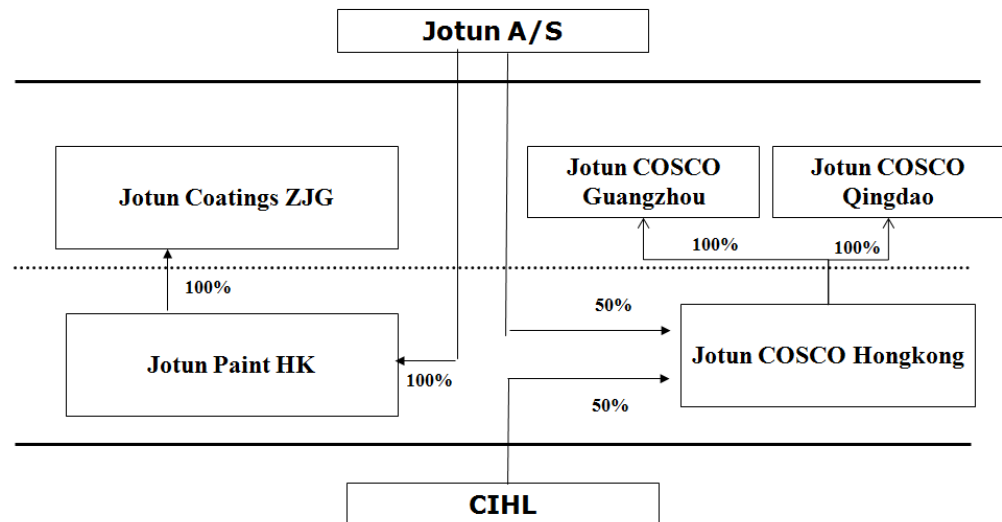 Jotun A/S
Jotun Coatings ZJG
Jotun COSCO
Guangzhou
Jotun COSCO
Qingdao
100%
100%
100%
50%
Jotun Paint HK
100%
Jotun COSCO Hongkong
50%
CIHL